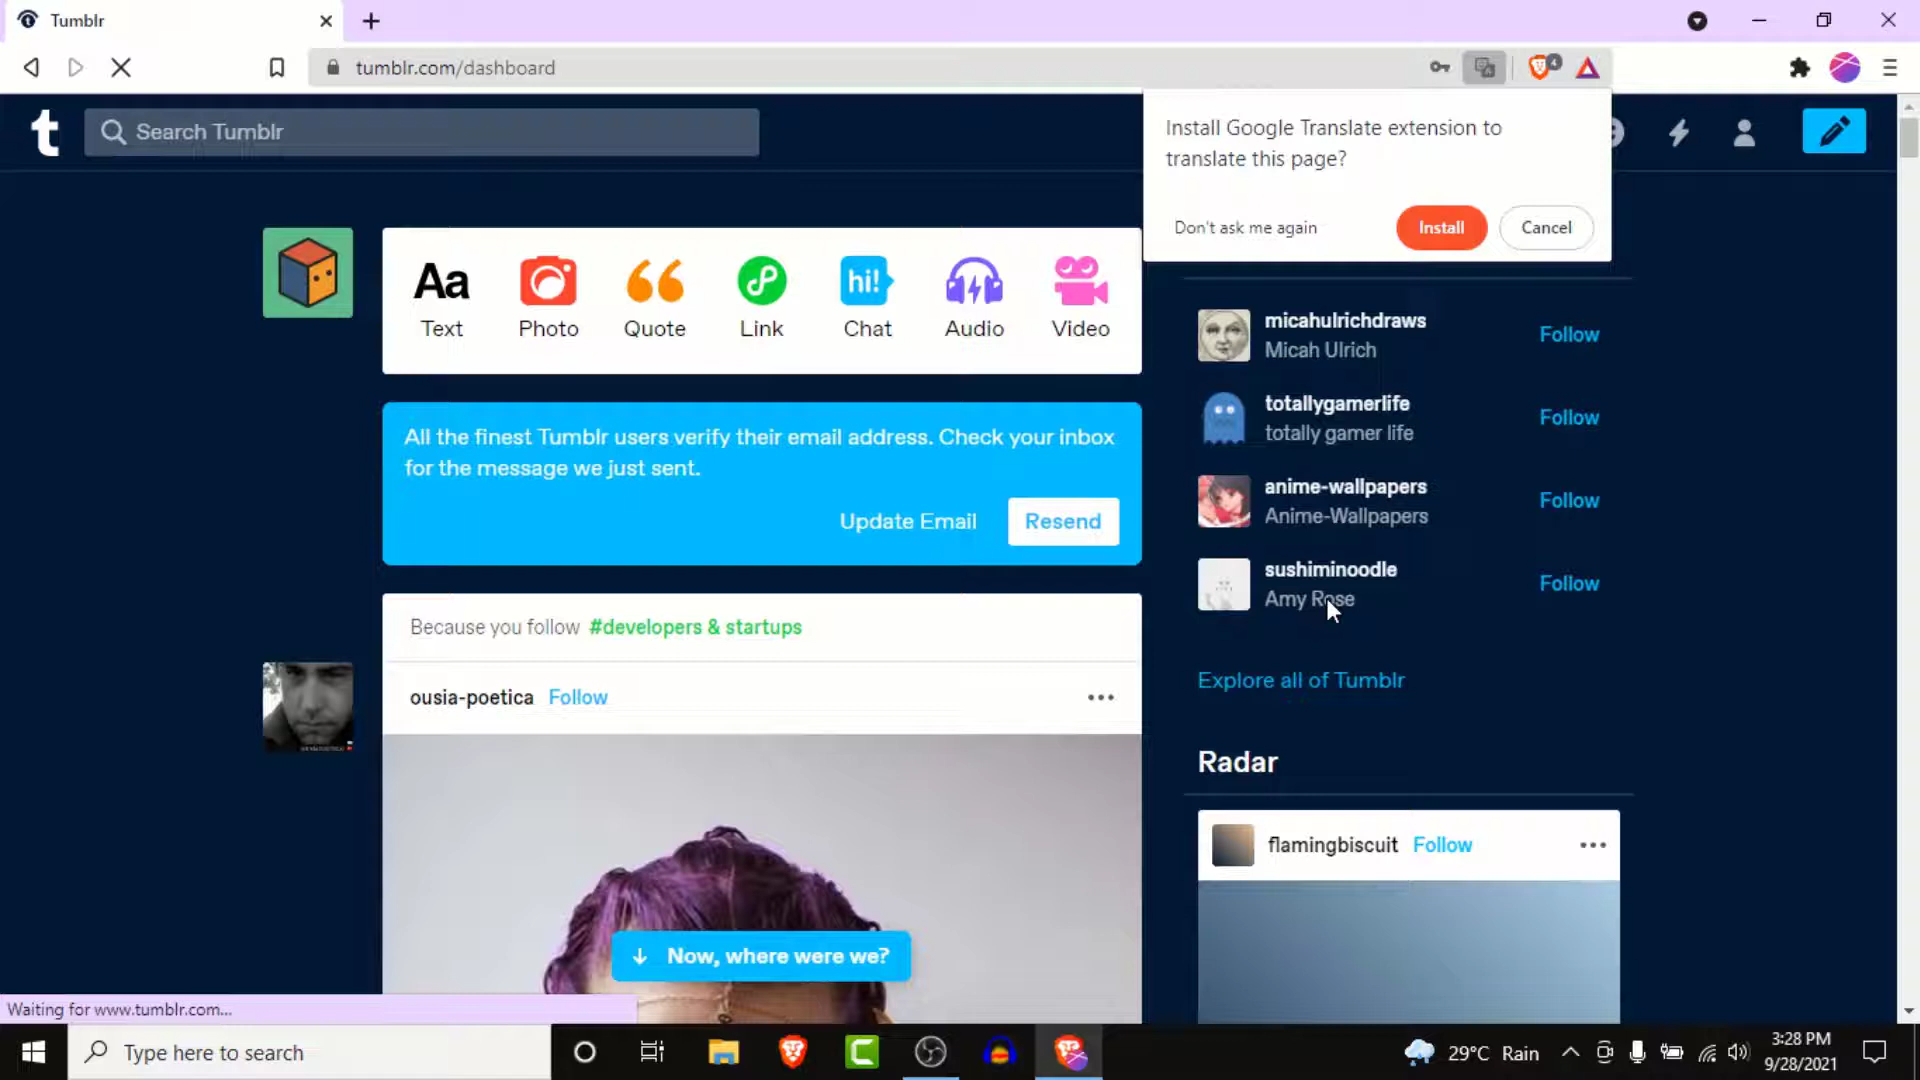 Tumblr
tumblr.com/dashboard
4
t
Search Tumblr
Install Google Translate extension to
translate this page?
Don't ask me again
Install
Cancel
Aa
hi!
Text
Photo
Quote
Link
Chat
Audio
Video
All the finest Tumblr users verify their email address. Check your inbox
for the message we just sent.
Update Email
Resend
Because you follow #developers & startups
ousia-poetica Follow
micahulrichdraws
Micah Ulrich
Follow
totallygamerlife
totally gamer life
Follow
anime-wallpapers
Anime-Wallpapers
Follow
sushiminoodle
Amy Rose
Follow
Explore all of Tumblr
Radar
flamingbiscuit Follow
Now, where were we?
Waiting for www.tumblr.com...
Type here to search
29°C Rain
3:28 PM
9/28/2021